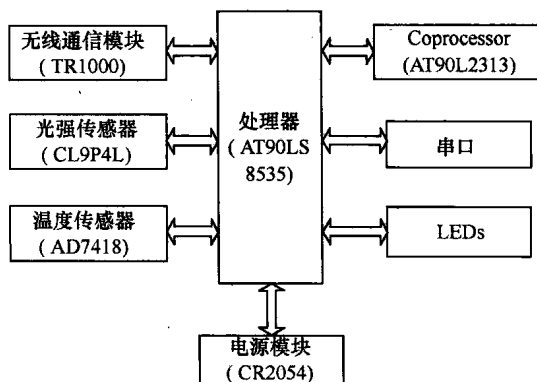 无线通信模块
( TR1000)
光强传感器
( CL9P4L)
温度传感器
( AD7418)
处理器
( AT90LS
8535)
Coprocessor
(AT90L2313)
串口
LEDs
电源模块
( CR2054)